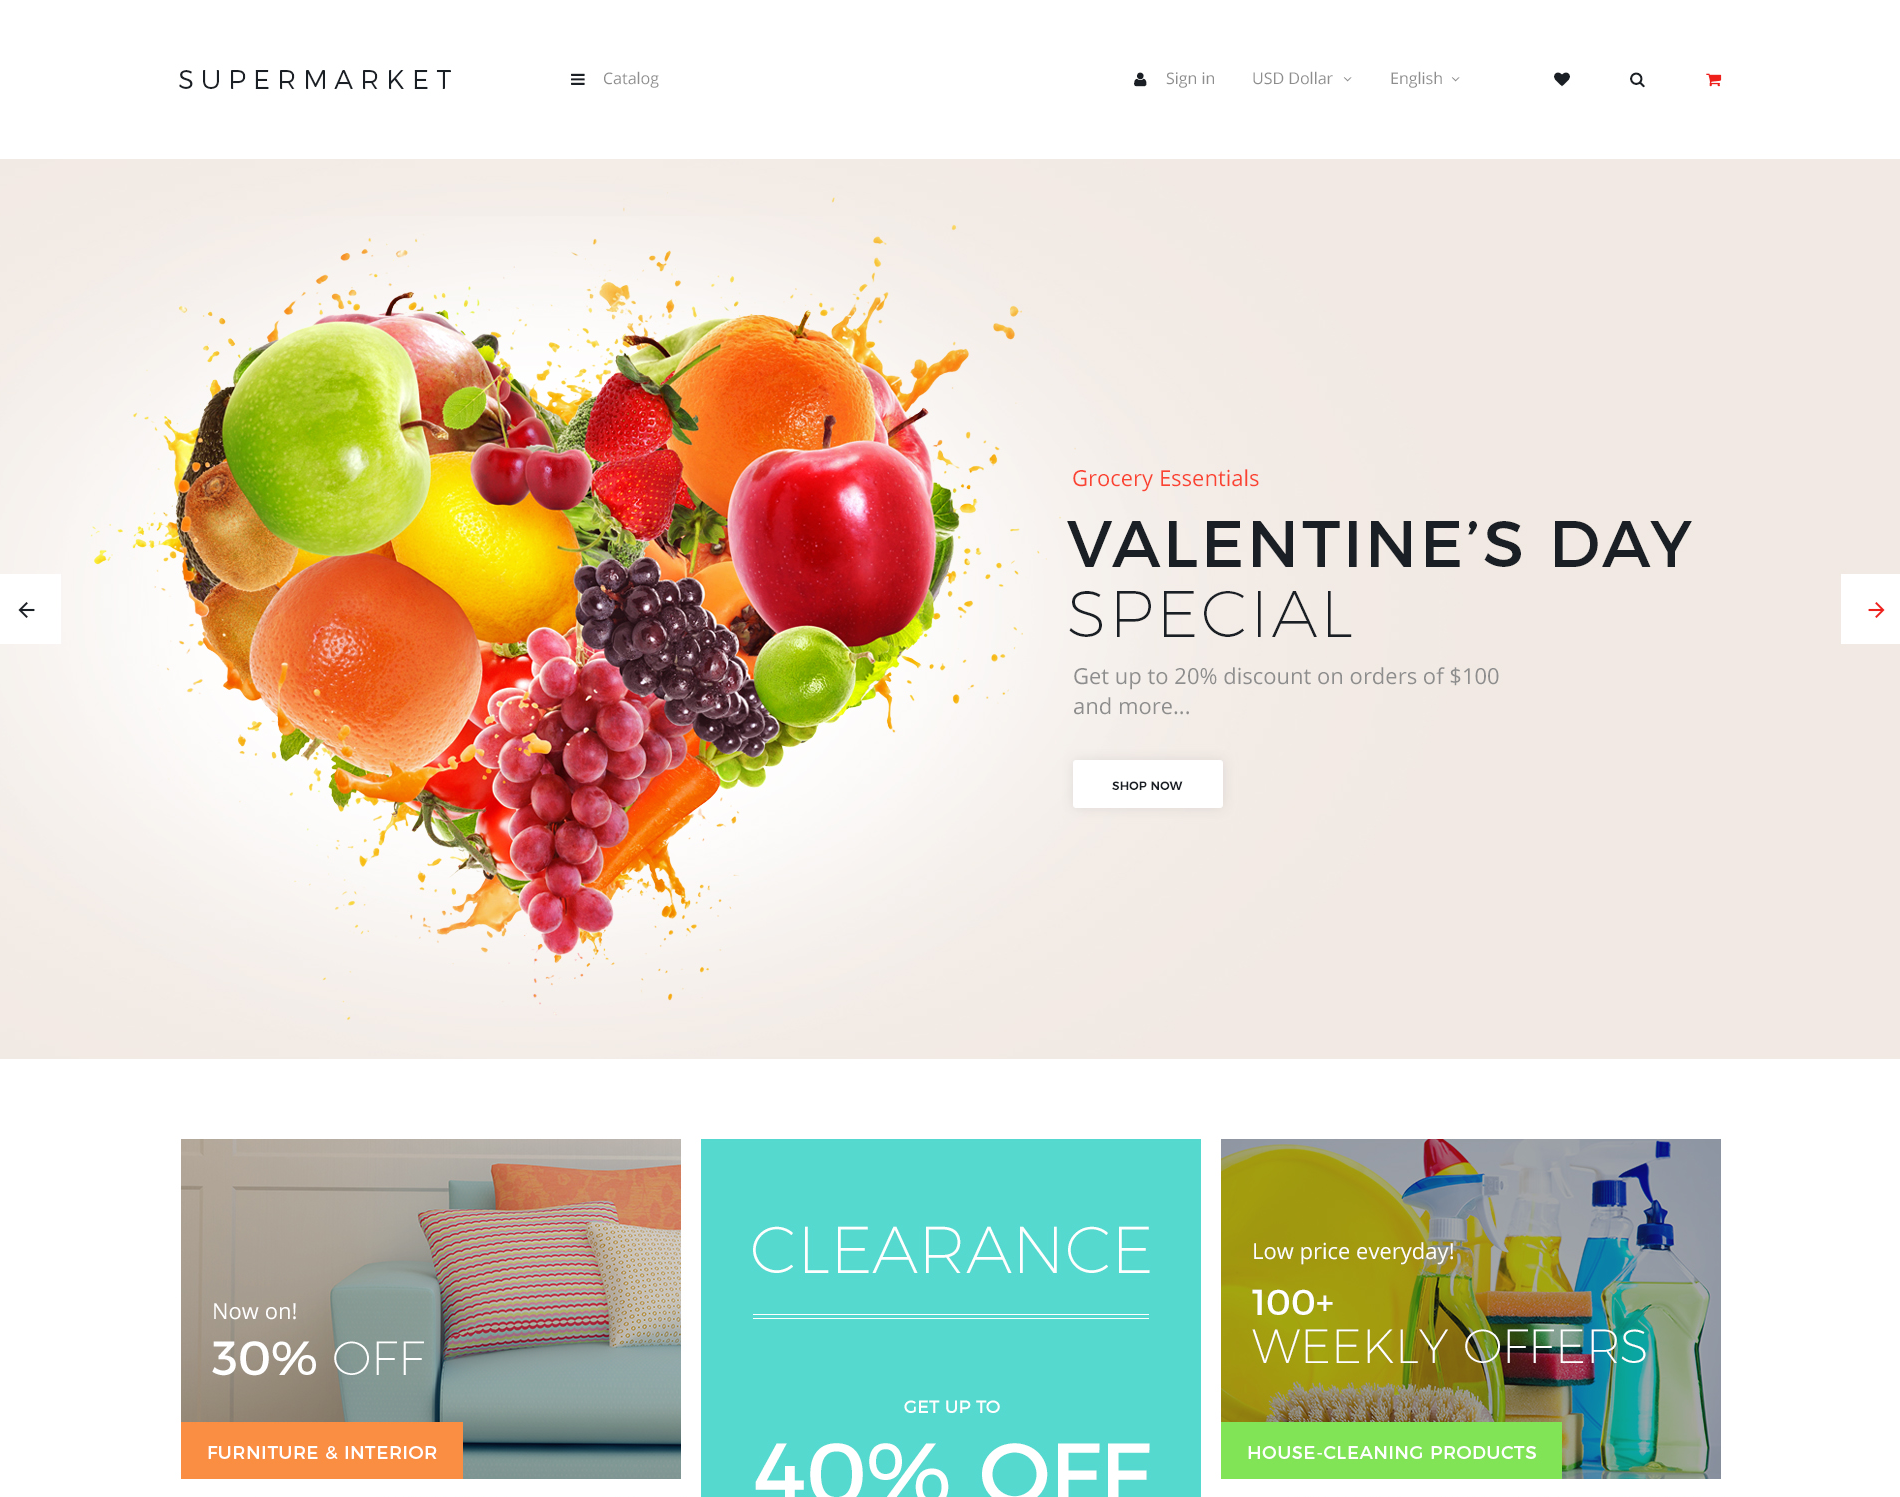 SUPERMARKET
Catalog
Sign in
USD Dollar
English
Grocery Essentials
VALENTINE’S DAY
SPECIAL
Get up to 20% discount on orders of $100
and more...
SHOP NOW
Now on!
30% OFF
FURNITURE & INTERIOR
CLEARANCE
GET UP TO
40% OFF
Low price everyday!
100+
WEEKLY OFFERS
HOUSE-CLEANING PRODUCTS